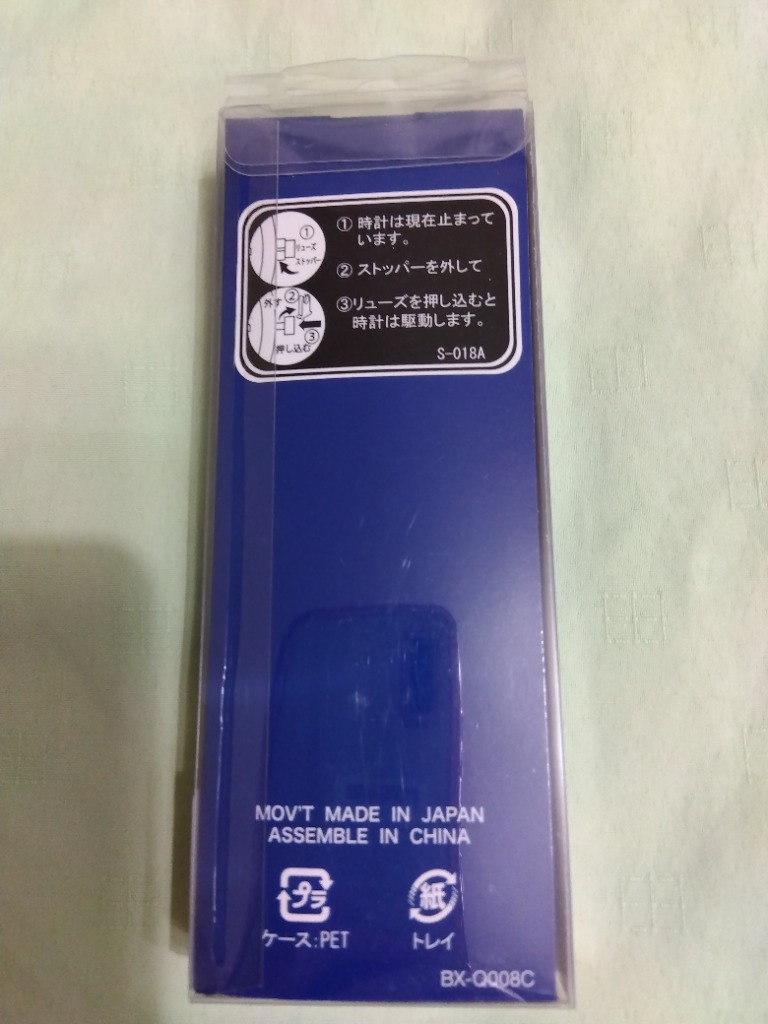 ①
リューズ
ストッパー
外す ②
③
押し込む
① 時計は現在止まって
います。
② ストッパーを外して
③リューズを押し込むと
時計は駆動します。
S-018A
MOV'T MADE IN JAPAN
ASSEMBLE IN CHINA
プラ
紙
ケース:PET
トレイ
BX-Q008C